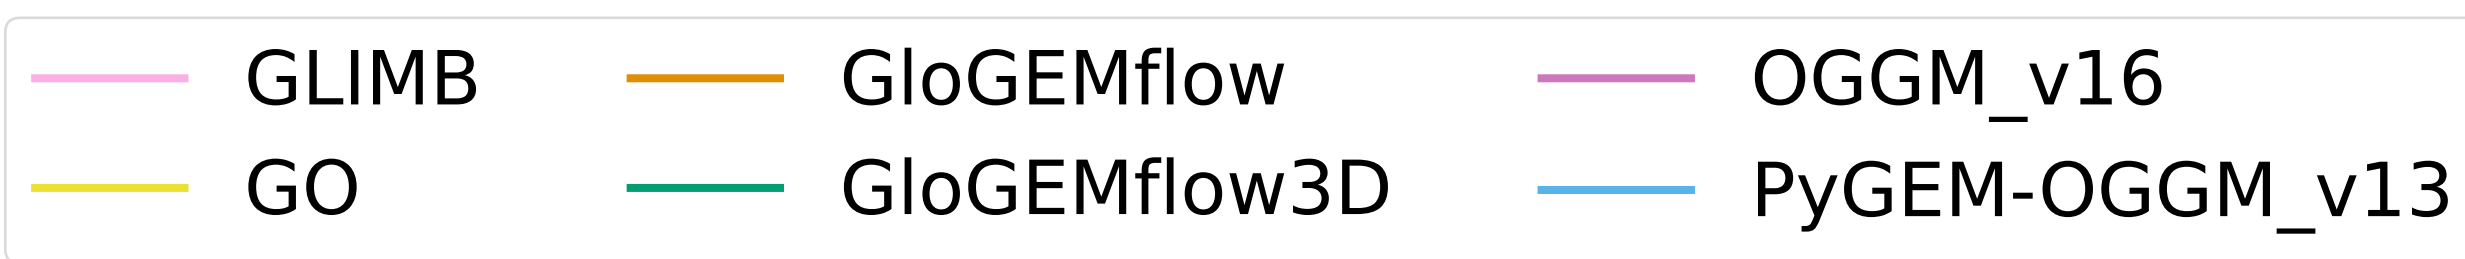 GLIMB GloGEMflow OGGM_v16
GO GloGEMflow3D PyGEM-OGGM_v13